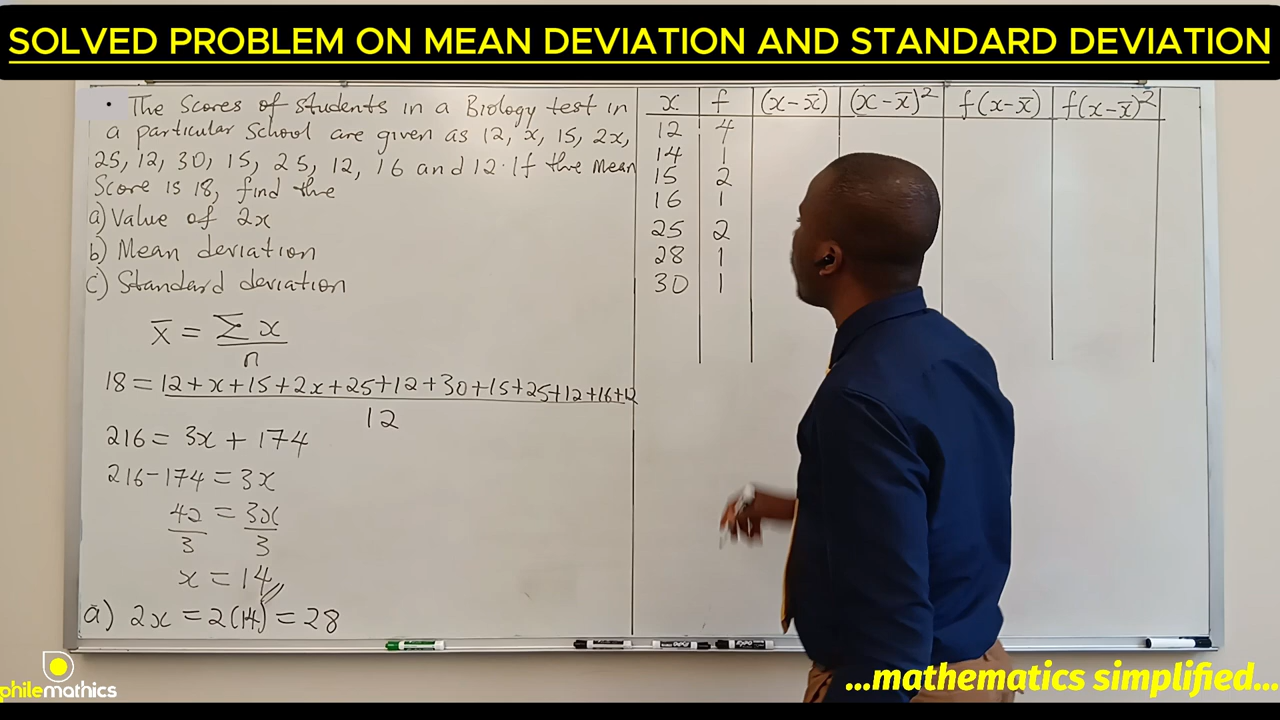 SOLVED PROBLEM ON MEAN DEVIATION AND STANDARD DEVIATION
• The Scores of students in a Biology test in
a particular School are given as 12, x, 15, 2x,
25, 12, 30, 15, 25, 12, 16 and 12. If the Mean
Score is 18, find the
a) Value of 2x
b) Mean deviation
c) Standard deviation
x̄ = Σx/n
18 = (12+x+15+2x+25+12+30+15+25+12+16+12)/12
216 = 3x + 174
216-174 = 3x
42/3 = 3x/3
x = 14
a) 2x = 2(14) = 28
x f (x-x̄) (x-x̄)² f(x-x̄) f(x-x̄)²
12 4
14 1
15 2
16 1
25 2
28 1
30 1
philemathics
...mathematics simplified...